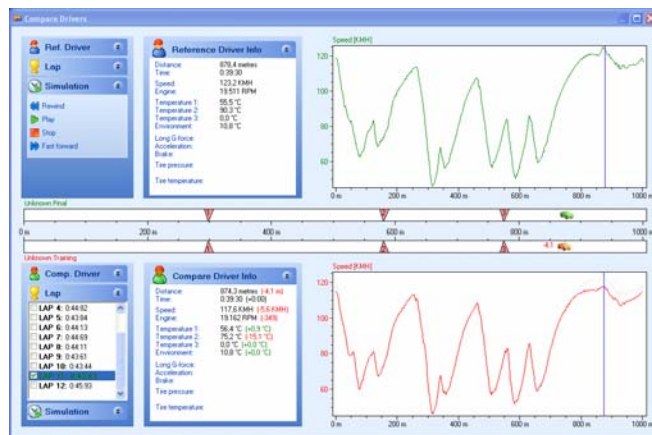 Compare Drivers
Ref. Driver
Lap
Simulation
Rewind
Play
Stop
Fast forward
Reference Driver Info
Distance: 878,4 metres
Time: 0:39:30
Speed: 123,2 KMH
Engine: 19.511 RPM
Temperature 1: 55,5 °C
Temperature 2: 90,3 °C
Temperature 3: 0,0 °C
Environment: 10,8 °C
Long G-force:
Acceleration:
Brake:
Tire pressure:
Tire temperature:
Speed [KMH]
120
100
80
60
0 m 200 m 400 m 600 m 800 m 1000 m
Unknown Final
0 m 200 m 400 m 600 m 800 m 1000 m
-4,1
Unknown Training
Comp. Driver
Lap
LAP 4: 0:44:82
LAP 5: 0:43:84
LAP 6: 0:44:13
LAP 7: 0:44:69
LAP 8: 0:44:11
LAP 9: 0:43:61
LAP 10: 0:43:44
LAP 12: 0:45:93
Simulation
Compare Driver Info
Distance: 874,3 metres (-4,1 m)
Time: 0:39:30 (+0:00)
Speed: 117,6 KMH (-5,6 KMH)
Engine: 19.162 RPM (-349)
Temperature 1: 56,4 °C (+0,9 °C)
Temperature 2: 75,2 °C (-15,1 °C)
Temperature 3: 0,0 °C (+0,0 °C)
Environment: 10,8 °C (+0,0 °C)
Long G-force:
Acceleration:
Brake:
Tire pressure:
Tire temperature:
Speed [KMH]
120
100
80
60
0 m 200 m 400 m 600 m 800 m 1000 m